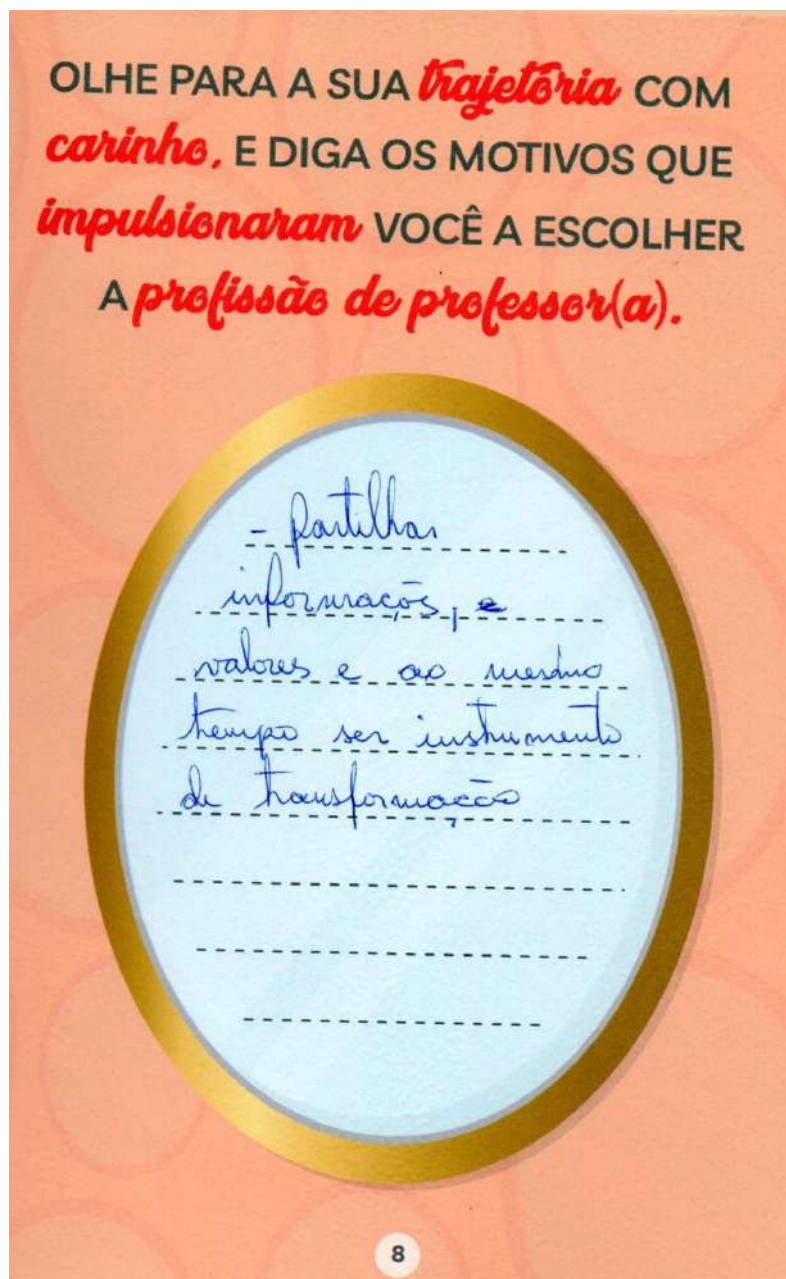 OLHE PARA A SUA trajetória COM
carinho, E DIGA OS MOTIVOS QUE
impulsionaram VOCÊ A ESCOLHER
A profissão de professor(a).
- Partilhar
informaçõs, e
valores e ao mesmo
tempo ser instrumento
de transformação
8